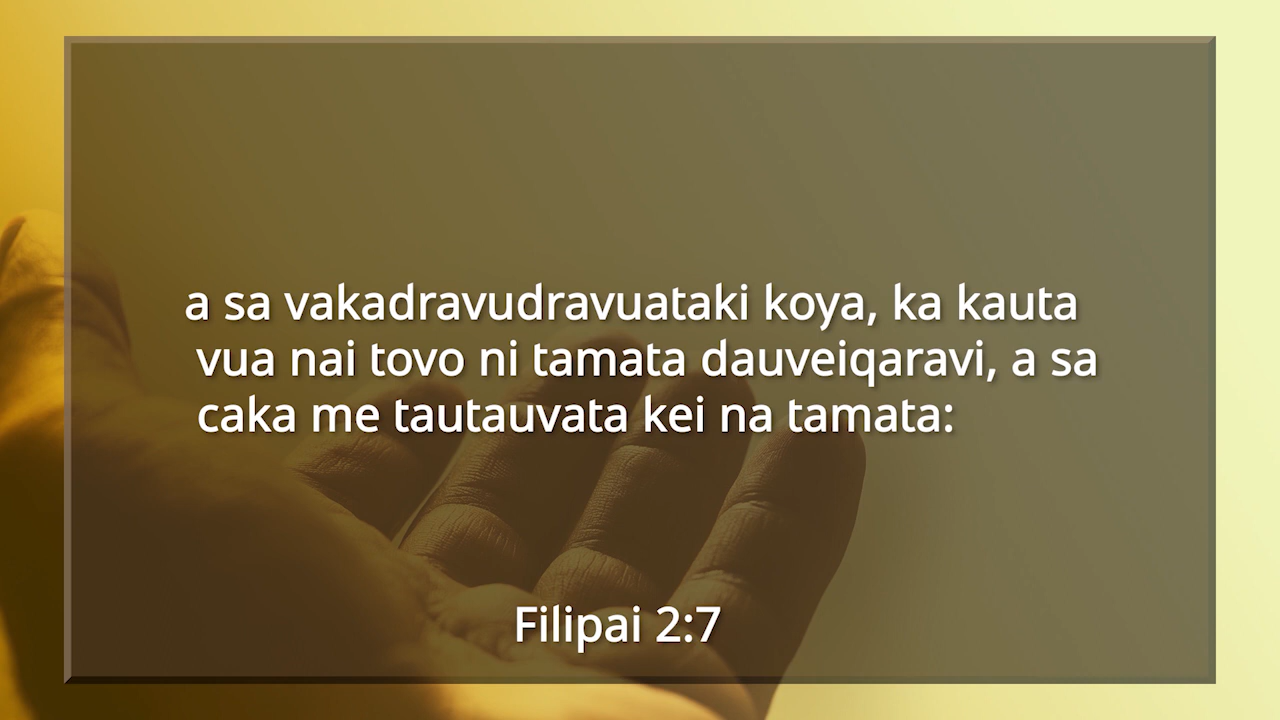 a sa vakadravudravuataki koya, ka kauta
vua nai tovo ni tamata dauveiqaravi, a sa
caka me tautauvata kei na tamata:
Filipai 2:7